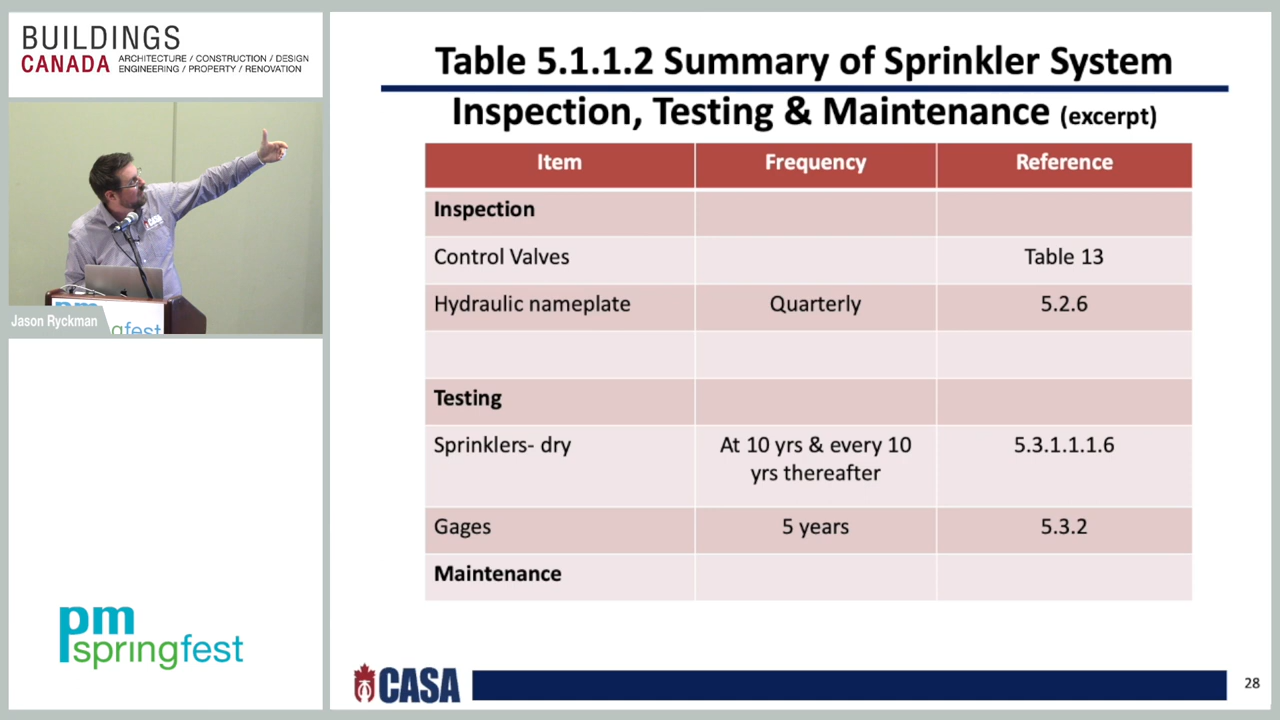 BUILDINGS
CANADA
ARCHITECTURE / CONSTRUCTION / DESIGN
ENGINEERING / PROPERTY / RENOVATION
CASA
pm
ngfest
Jason Ryckman
pm
springfest
Table 5.1.1.2 Summary of Sprinkler System
Inspection, Testing & Maintenance (excerpt)
Item Frequency Reference
Inspection
Control Valves Table 13
Hydraulic nameplate Quarterly 5.2.6
Testing
Sprinklers- dry At 10 yrs & every 10 5.3.1.1.1.6
yrs thereafter
Gages 5 years 5.3.2
Maintenance
CASA
28